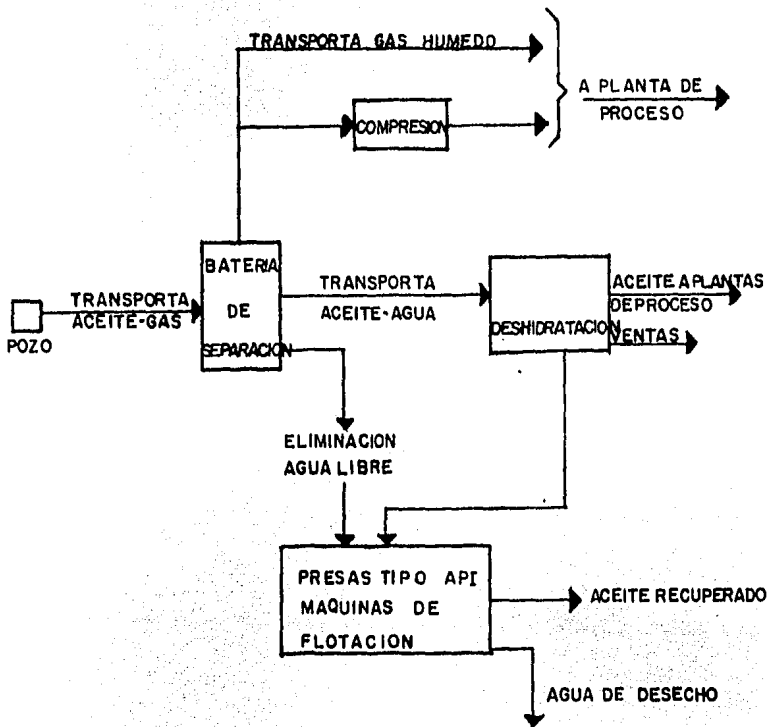 TRANSPORTA GAS HUMEDO
A PLANTA DE
PROCESO
COMPRESION
BATERIA
DE
SEPARACION
TRANSPORTA
ACEITE-GAS
POZO
TRANSPORTA
ACEITE-AGUA
DESHIDRATACION
ACEITE A PLANTAS
DE PROCESO
VENTAS
ELIMINACION
AGUA LIBRE
PRESAS TIPO API
MAQUINAS DE
FLOTACION
ACEITE RECUPERADO
AGUA DE DESECHO